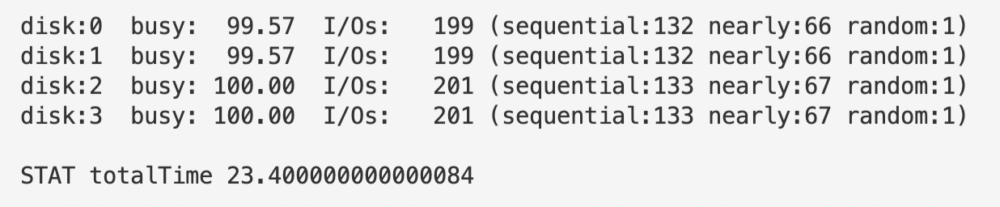 disk:0  busy:  99.57  I/Os:   199 (sequential:132 nearly:66 random:1)
disk:1  busy:  99.57  I/Os:   199 (sequential:132 nearly:66 random:1)
disk:2  busy: 100.00  I/Os:   201 (sequential:133 nearly:67 random:1)
disk:3  busy: 100.00  I/Os:   201 (sequential:133 nearly:67 random:1)
STAT totalTime 23.400000000000084